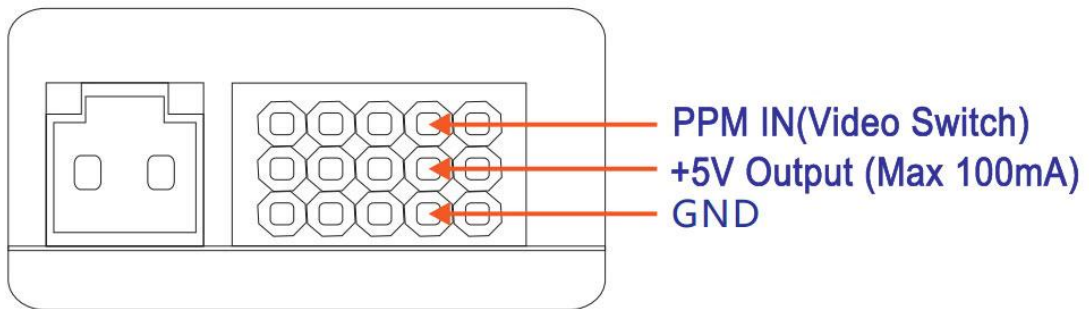 PPM IN(Video Switch)
+5V Output (Max 100mA)
GND